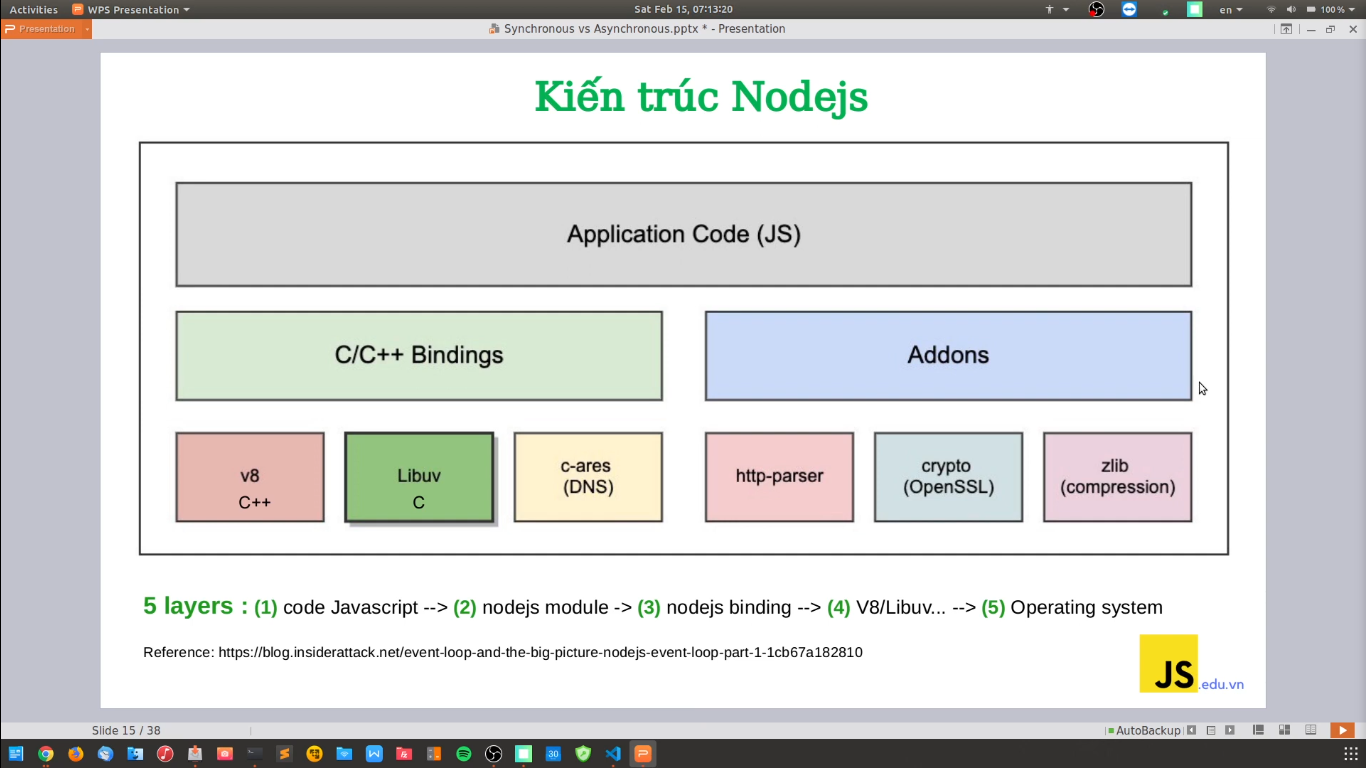 Activities
WPS Presentation
Sat Feb 15, 07:13:20
en
100 %
Presentation
Synchronous vs Asynchronous.pptx * - Presentation
Kiến trúc Nodejs
Application Code (JS)
C/C++ Bindings
Addons
v8
C++
Libuv
C
c-ares
(DNS)
http-parser
crypto
(OpenSSL)
zlib
(compression)
5 layers : (1) code Javascript --> (2) nodejs module -> (3) nodejs binding --> (4) V8/Libuv... --> (5) Operating system
Reference: https://blog.insiderattack.net/event-loop-and-the-big-picture-nodejs-event-loop-part-1-1cb67a182810
JS.edu.vn
Slide 15 / 38
AutoBackup
30